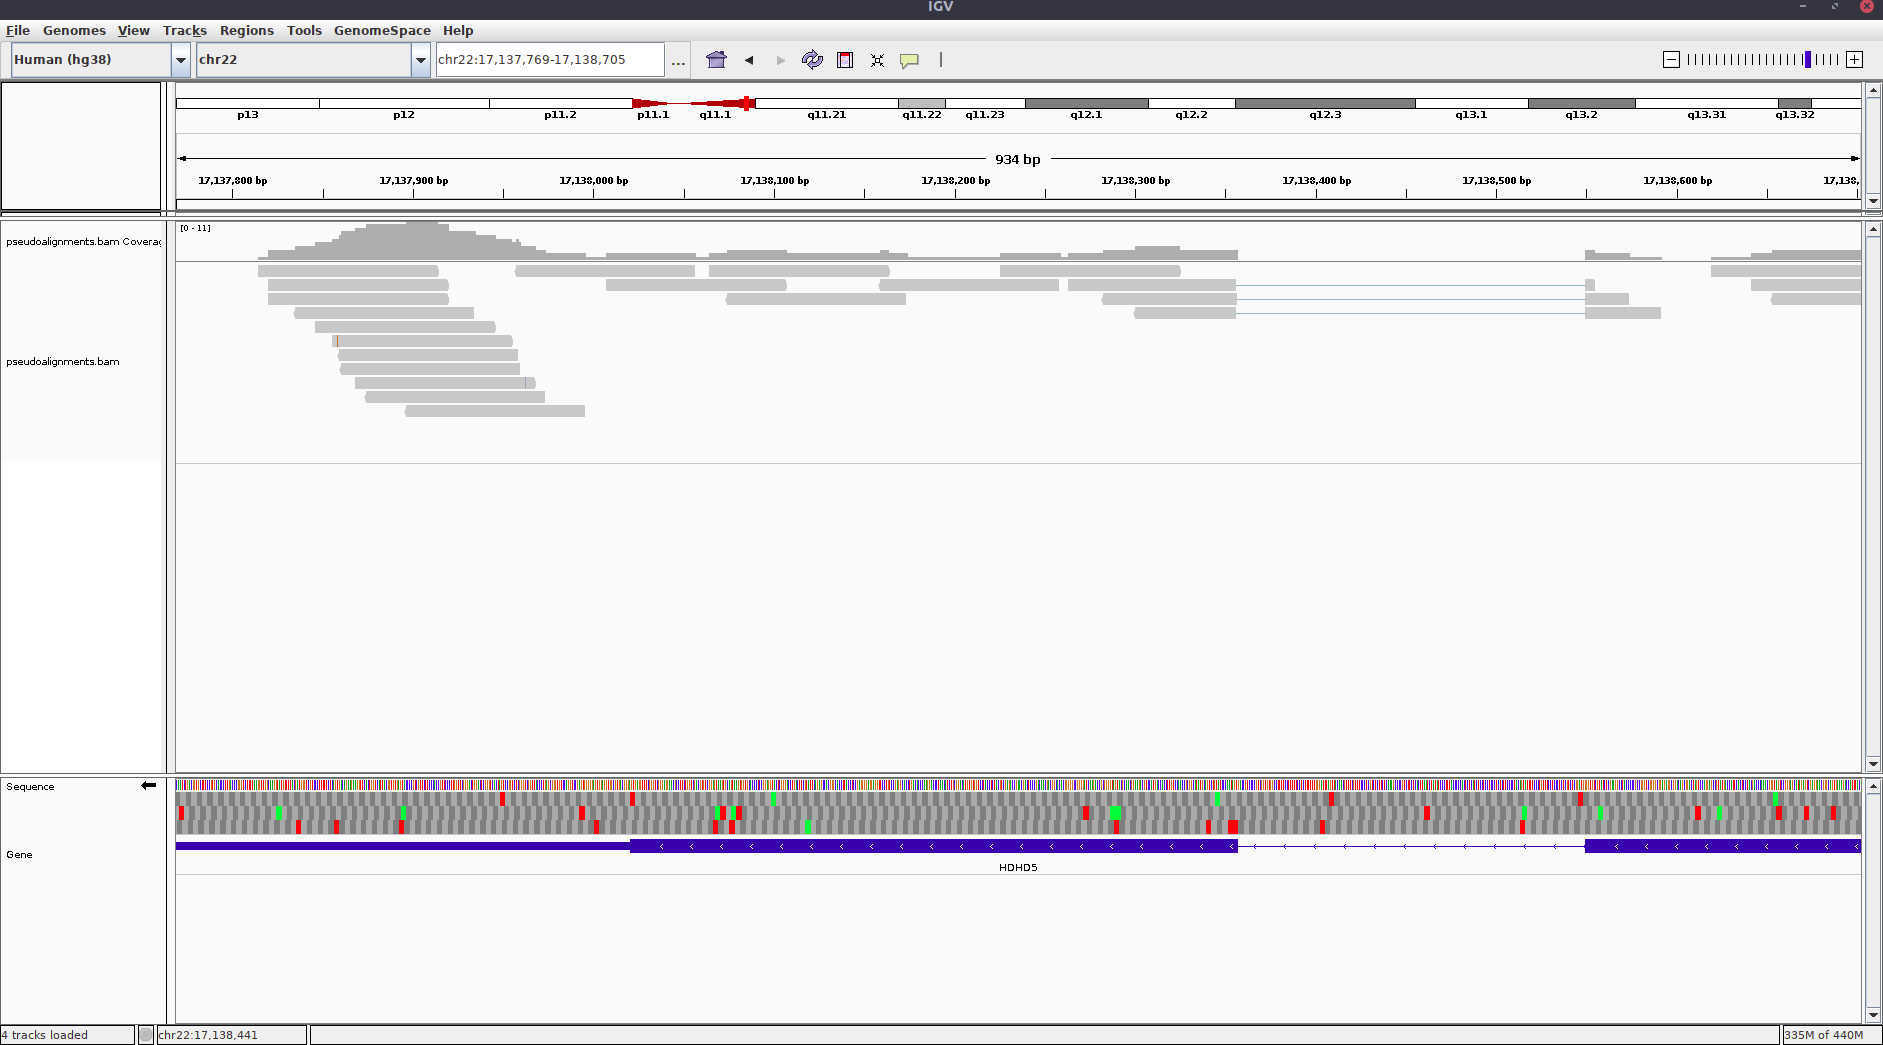 IGV
File Genomes View Tracks Regions Tools GenomeSpace Help
Human (hg38) chr22 chr22:17,137,769-17,138,705 ...
p13 p12 p11.2 p11.1 q11.1 q11.21 q11.22 q11.23 q12.1 q12.2 q12.3 q13.1 q13.2 q13.31 q13.32
934 bp
17,137,800 bp 17,137,900 bp 17,138,000 bp 17,138,100 bp 17,138,200 bp 17,138,300 bp 17,138,400 bp 17,138,500 bp 17,138,600 bp 17,138,
[0 - 11]
pseudoalignments.bam Coverag
pseudoalignments.bam
Sequence
Gene
HDHD5
4 tracks loaded chr22:17,138,441 335M of 440M